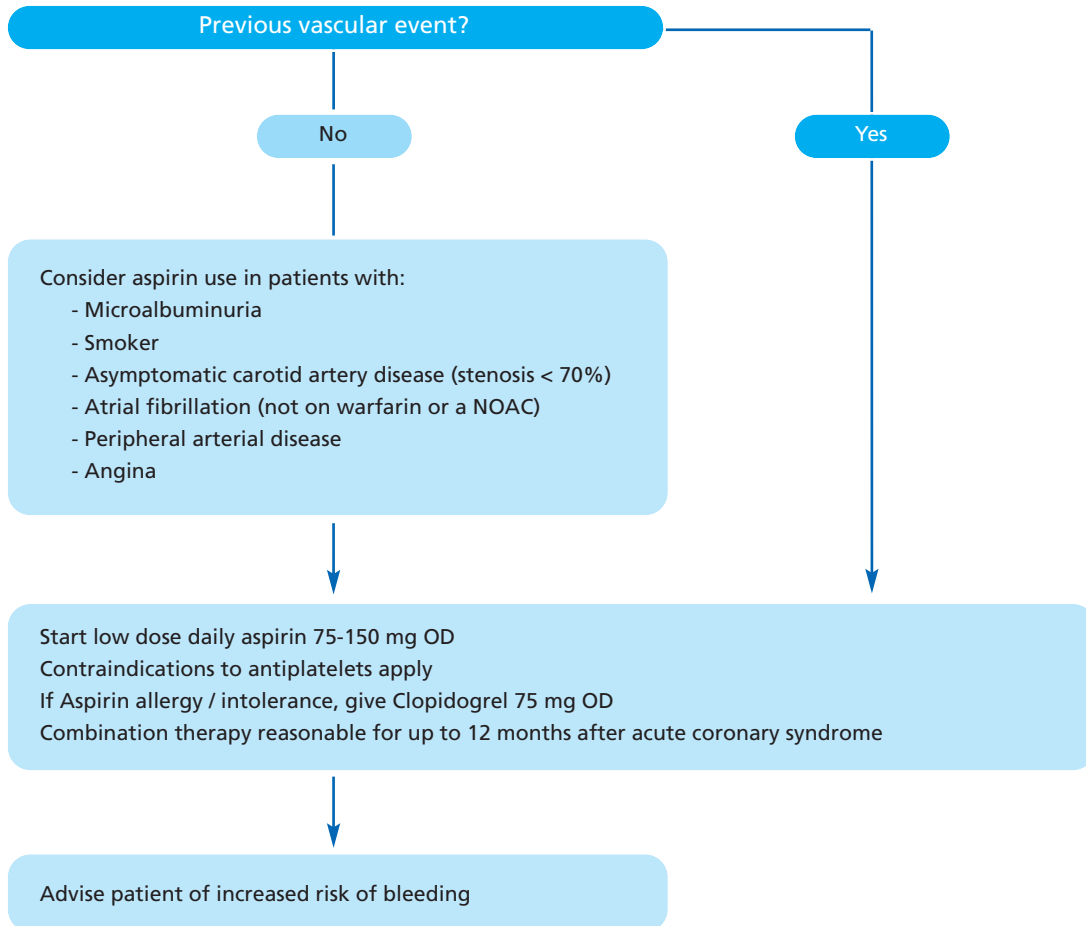 Previous vascular event?
No
Yes
Consider aspirin use in patients with:
- Microalbuminuria
- Smoker
- Asymptomatic carotid artery disease (stenosis < 70%)
- Atrial fibrillation (not on warfarin or a NOAC)
- Peripheral arterial disease
- Angina
Start low dose daily aspirin 75-150 mg OD
Contraindications to antiplatelets apply
If Aspirin allergy / intolerance, give Clopidogrel 75 mg OD
Combination therapy reasonable for up to 12 months after acute coronary syndrome
Advise patient of increased risk of bleeding